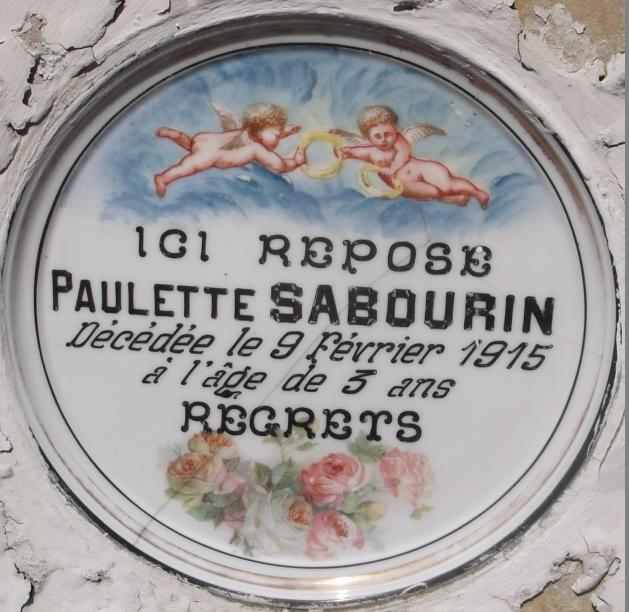 ICI REPOSE
PAULETTE SABOURIN
Décédée le 9 Février 1915
à l'âge de 3 ans
REGRETS